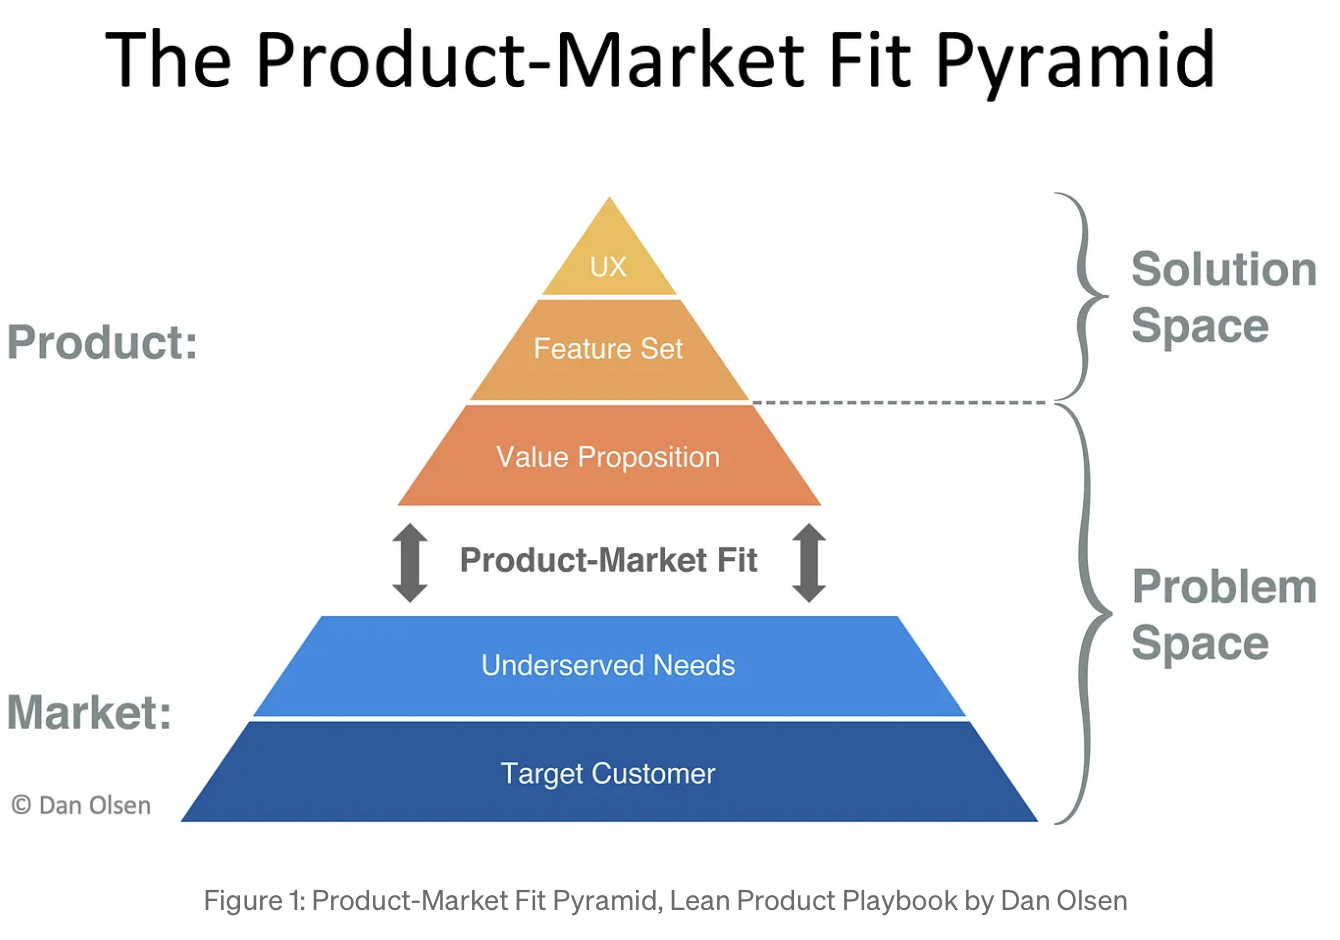 The Product-Market Fit Pyramid
UX
Solution
Space
Product:
Feature Set
Value Proposition
Product-Market Fit
Problem
Space
Underserved Needs
Market:
Target Customer
© Dan Olsen
Figure 1: Product-Market Fit Pyramid, Lean Product Playbook by Dan Olsen